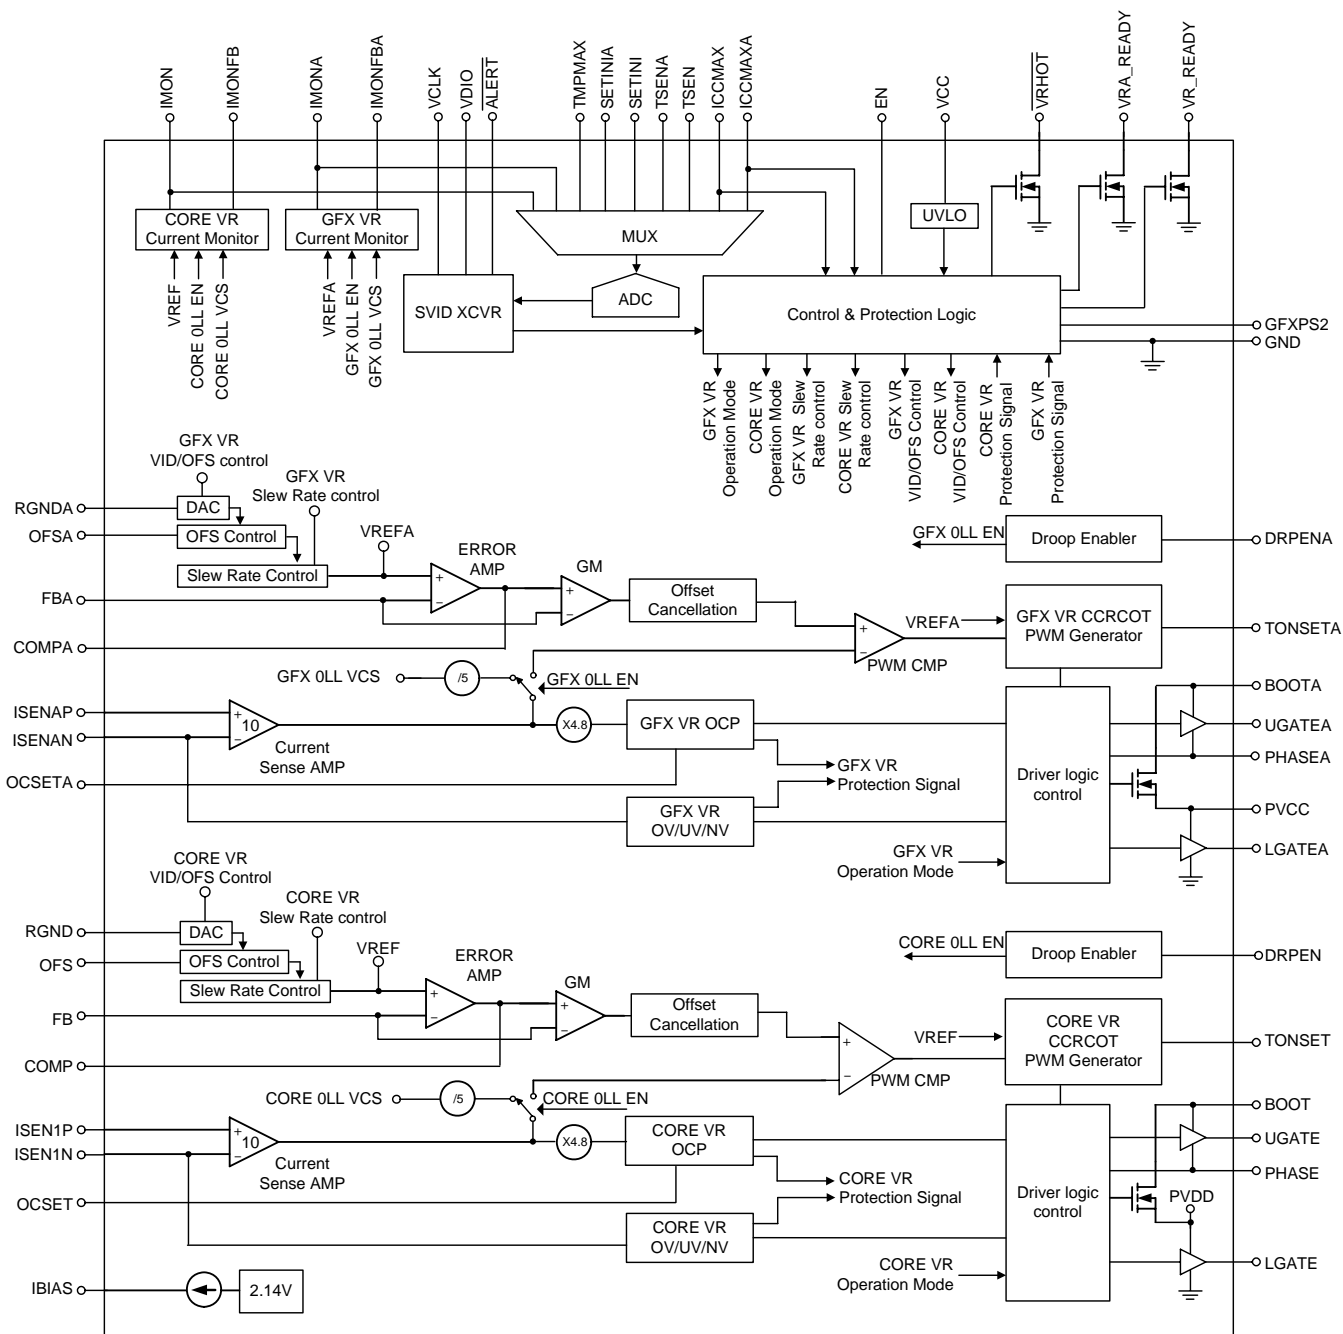 IMON
IMONFB
IMONA
IMONFBA
VCLK
VDIO
ALERT
TMPMAX
SETINIA
SETINI
TSENA
TSEN
ICCMAX
ICCMAXA
EN
VCC
VRHOT
VRA_READY
VR_READY
CORE VR
Current Monitor
GFX VR
Current Monitor
MUX
UVLO
VREF
CORE 0LL EN
CORE 0LL VCS
VREFA
GFX 0LL EN
GFX 0LL VCS
SVID XCVR
ADC
Control & Protection Logic
GFXPS2
GND
GFX VR
Operation Mode
CORE VR
Operation Mode
GFX VR Slew
Rate control
CORE VR Slew
Rate control
GFX VR
VID/OFS Control
CORE VR
VID/OFS Control
CORE VR
Protection Signal
GFX VR
Protection Signal
GFX VR
VID/OFS control
GFX VR
Slew Rate control
RGNDA
DAC
OFSA
OFS Control
VREFA
Slew Rate Control
ERROR
AMP
+
−
GM
+
−
Offset
Cancellation
GFX 0LL EN
Droop Enabler
DRPENA
FBA
COMPA
+
−
PWM CMP
VREFA
GFX VR CCRCOT
PWM Generator
TONSETA
GFX 0LL VCS
/5
GFX 0LL EN
ISENAP
ISENAN
+
10
−
Current
Sense AMP
X4.8
GFX VR OCP
BOOTA
UGATEA
PHASEA
OCSETA
GFX VR
Protection Signal
Driver logic
control
GFX VR
OV/UV/NV
PVCC
GFX VR
Operation Mode
LGATEA
CORE VR
VID/OFS Control
CORE VR
Slew Rate control
RGND
DAC
OFS
OFS Control
VREF
Slew Rate Control
ERROR
AMP
+
−
GM
+
−
Offset
Cancellation
CORE 0LL EN
Droop Enabler
DRPEN
FB
COMP
+
−
PWM CMP
VREF
CORE VR
CCRCOT
PWM Generator
TONSET
CORE 0LL VCS
/5
CORE 0LL EN
ISEN1P
ISEN1N
+
10
−
Current
Sense AMP
X4.8
CORE VR
OCP
BOOT
UGATE
PHASE
OCSET
CORE VR
Protection Signal
Driver logic
control
PVDD
CORE VR
OV/UV/NV
CORE VR
Operation Mode
LGATE
IBIAS
2.14V